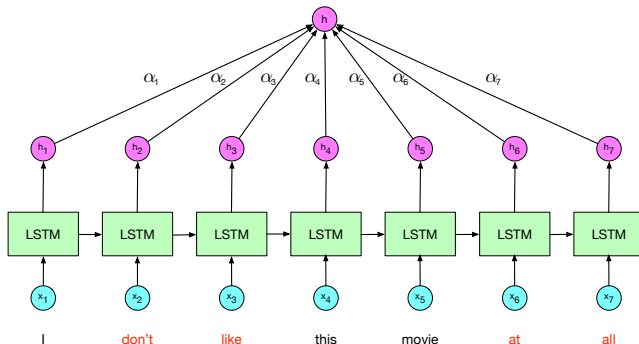 h
α₁ α₂ α₃ α₄ α₅ α₆ α₇
h₁ h₂ h₃ h₄ h₅ h₆ h₇
LSTM LSTM LSTM LSTM LSTM LSTM LSTM
x₁ x₂ x₃ x₄ x₅ x₆ x₇
I don't like this movie at all